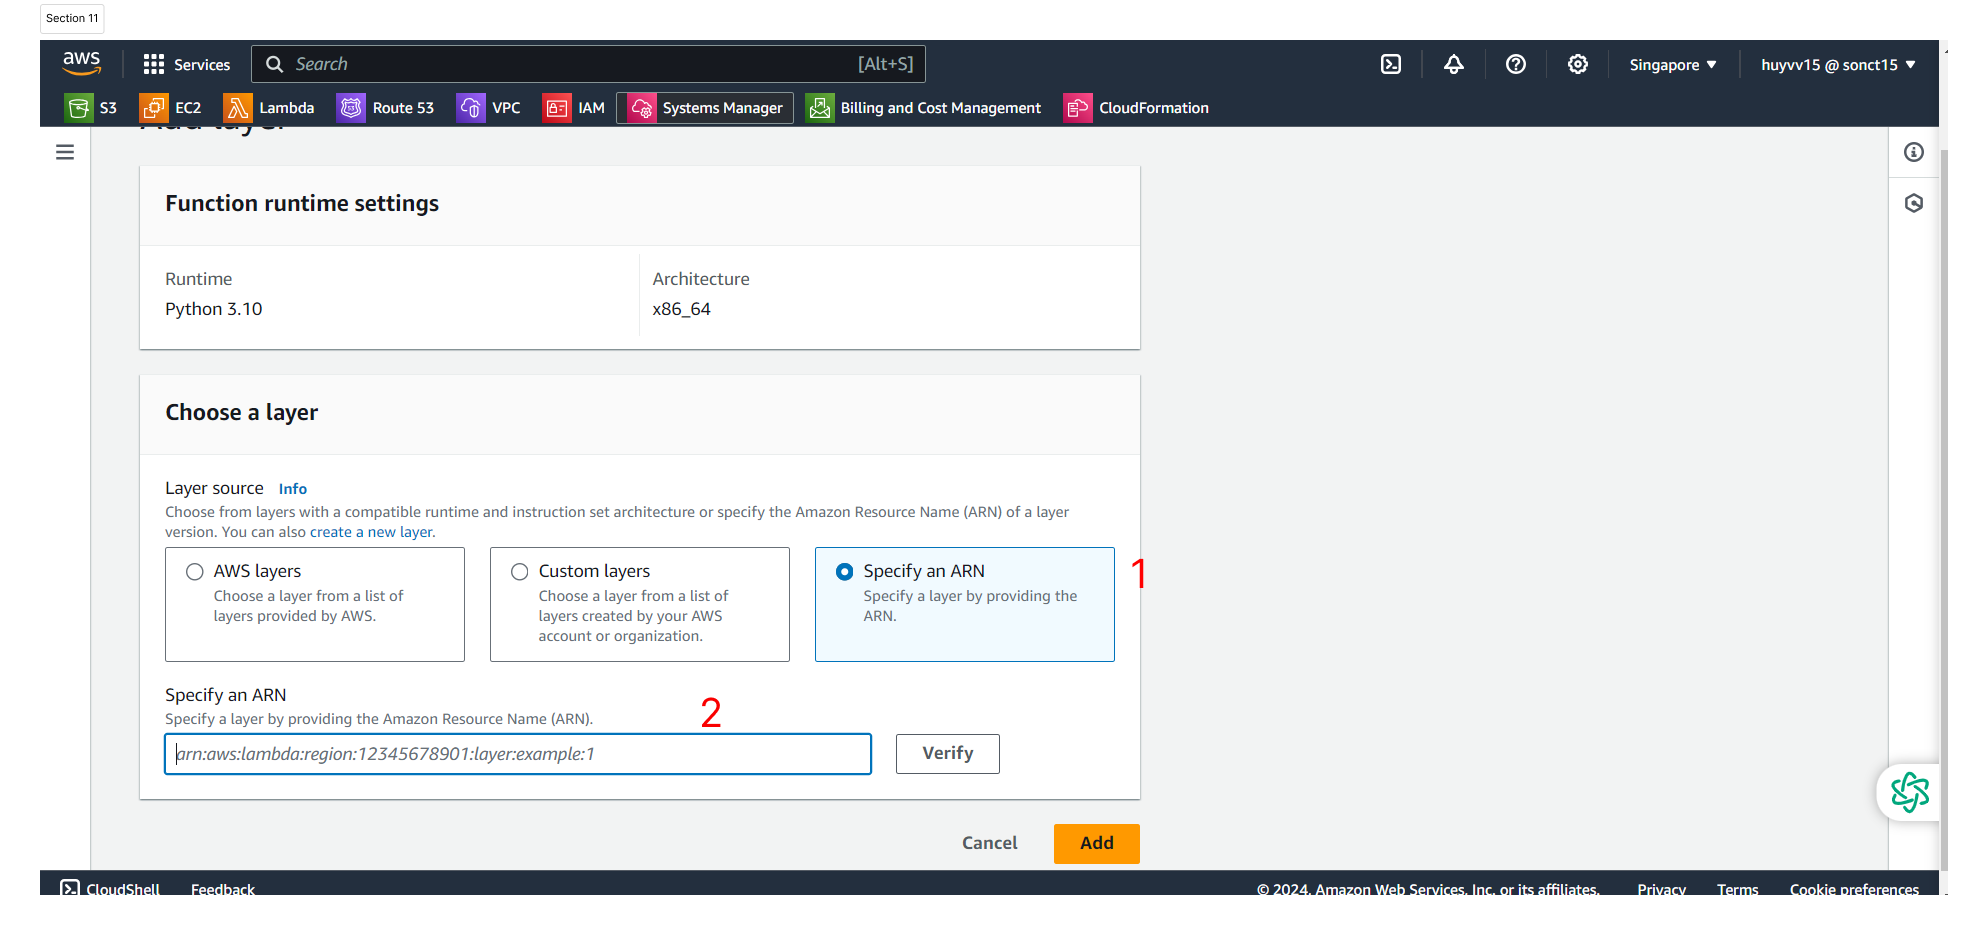 Section 11
aws
Services
Search
[Alt+S]
Singapore ▼
huyvv15 @ sonct15 ▼
S3
EC2
Lambda
Route 53
VPC
IAM
Systems Manager
Billing and Cost Management
CloudFormation
Add layer
Function runtime settings
Runtime
Python 3.10
Architecture
x86_64
Choose a layer
Layer source Info
Choose from layers with a compatible runtime and instruction set architecture or specify the Amazon Resource Name (ARN) of a layer
version. You can also create a new layer.
AWS layers
Choose a layer from a list of
layers provided by AWS.
Custom layers
Choose a layer from a list of
layers created by your AWS
account or organization.
Specify an ARN
Specify a layer by providing the
ARN.
1
Specify an ARN
Specify a layer by providing the Amazon Resource Name (ARN).
2
arn:aws:lambda:region:12345678901:layer:example:1
Verify
Cancel
Add
CloudShell
Feedback
© 2024, Amazon Web Services, Inc. or its affiliates.
Privacy
Terms
Cookie preferences